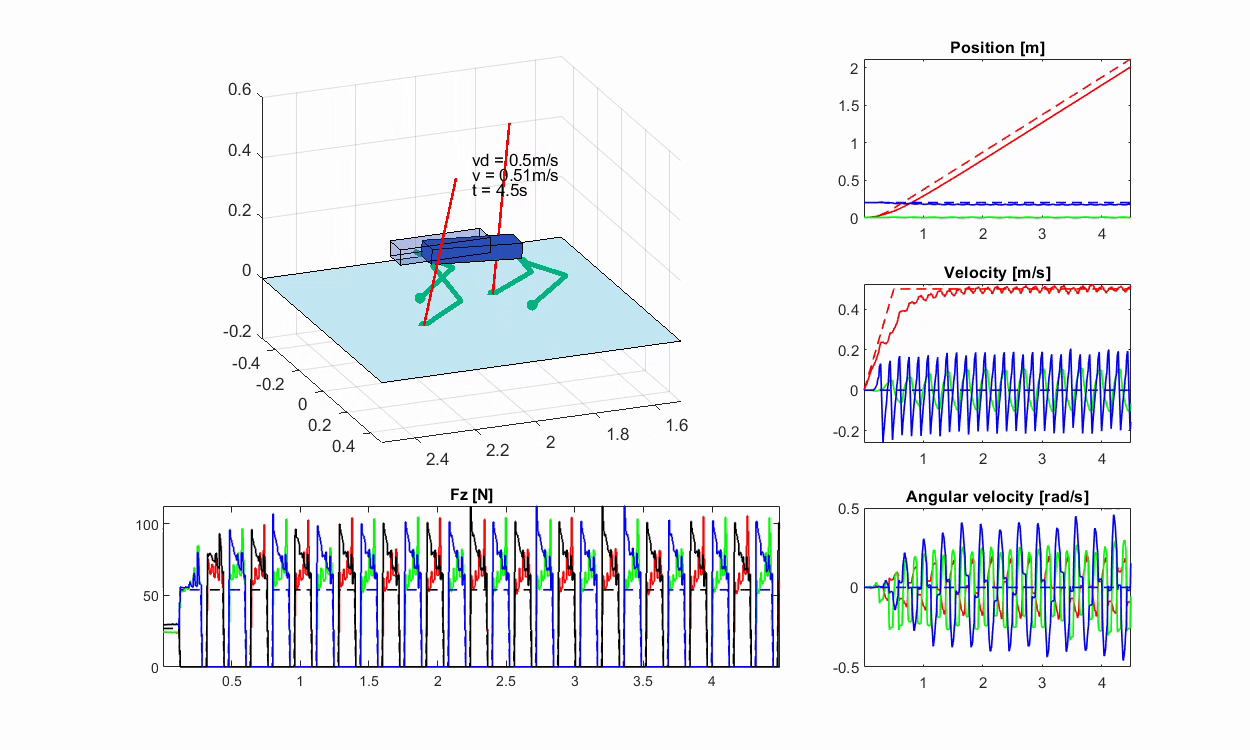 0.6
0.4
0.2
0
-0.2
-0.4
-0.2
0
0.2
0.4
2.4
2.2
2
1.8
1.6
vd = 0.5m/s
v = 0.51m/s
t = 4.5s
Position [m]
2
1.5
1
0.5
0
1 2 3 4
Velocity [m/s]
0.4
0.2
0
-0.2
1 2 3 4
Fz [N]
100
50
0
0.5 1 1.5 2 2.5 3 3.5 4
Angular velocity [rad/s]
0.5
0
-0.5
1 2 3 4